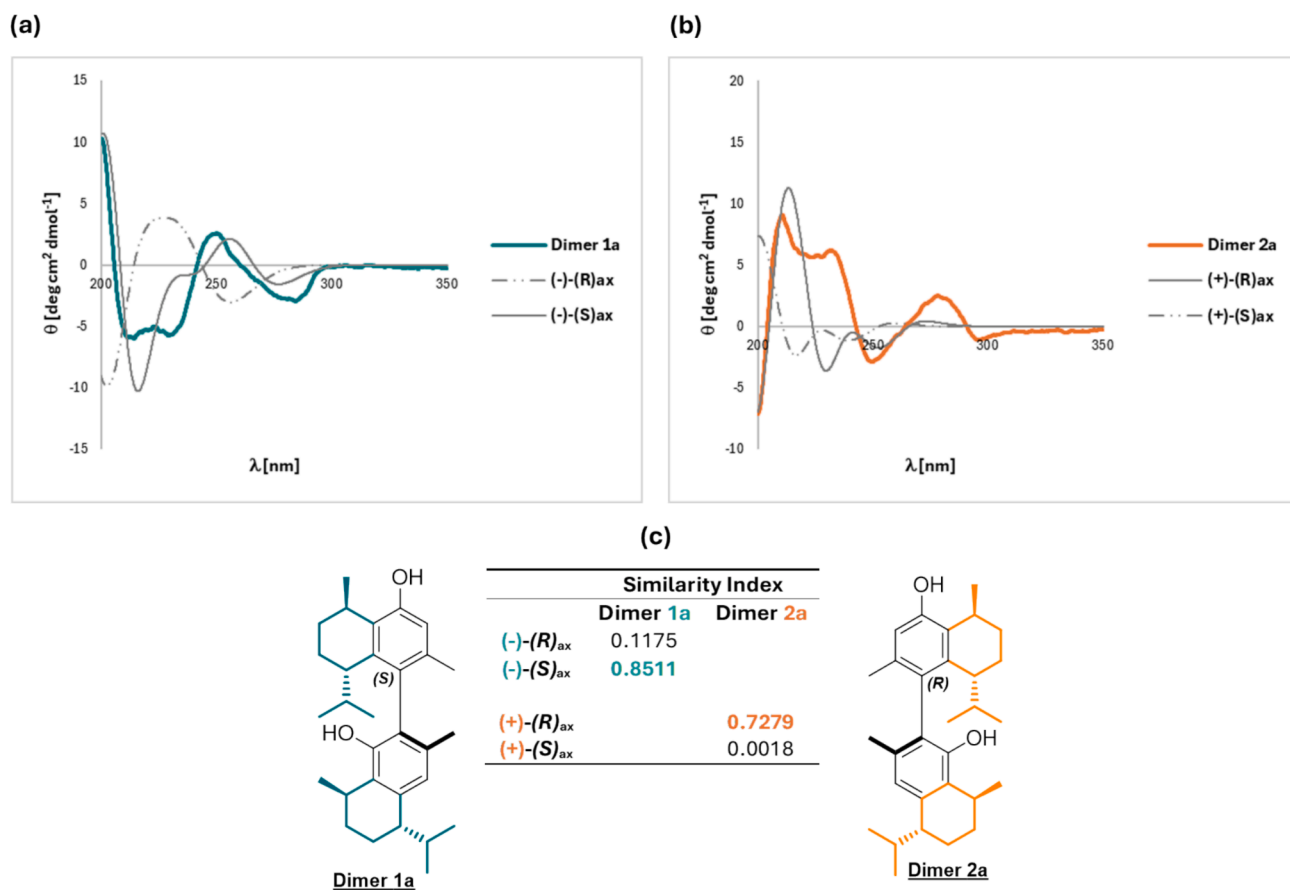 (a)
15
10
5
0
-5
-10
-15
200
250
300
350
θ [deg cm² dmol⁻¹]
λ [nm]
Dimer 1a
(-)-(R)ax
(-)-(S)ax
(b)
20
15
10
5
0
-5
-10
200
250
300
350
θ [deg cm² dmol⁻¹]
λ [nm]
Dimer 2a
(+)-(R)ax
(+)-(S)ax
(c)
OH
(S)
HO
Dimer 1a
Similarity Index
Dimer 1a Dimer 2a
(-)-(R)ax 0.1175
(-)-(S)ax 0.8511
(+)-(R)ax 0.7279
(+)-(S)ax 0.0018
OH
(R)
OH
Dimer 2a